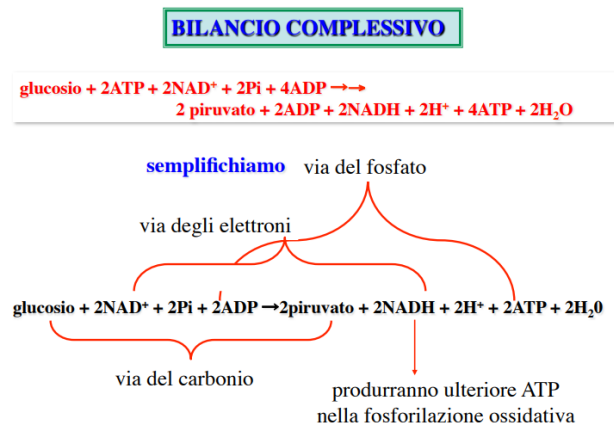 BILANCIO COMPLESSIVO
glucosio + 2ATP + 2NAD⁺ + 2Pi + 4ADP →→
2 piruvato + 2ADP + 2NADH + 2H⁺ + 4ATP + 2H₂O
semplifichiamo via del fosfato
via degli elettroni
glucosio + 2NAD⁺ + 2Pi + 2ADP →2piruvato + 2NADH + 2H⁺ + 2ATP + 2H₂0
via del carbonio
produrranno ulteriore ATP
nella fosforilazione ossidativa